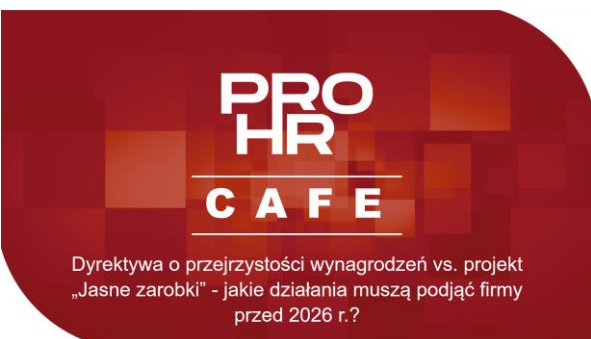 PRO
HR
CAFE
Dyrektywa o przejrzystości wynagrodzeń vs. projekt
„Jasne zarobki” - jakie działania muszą podjąć firmy
przed 2026 r.?